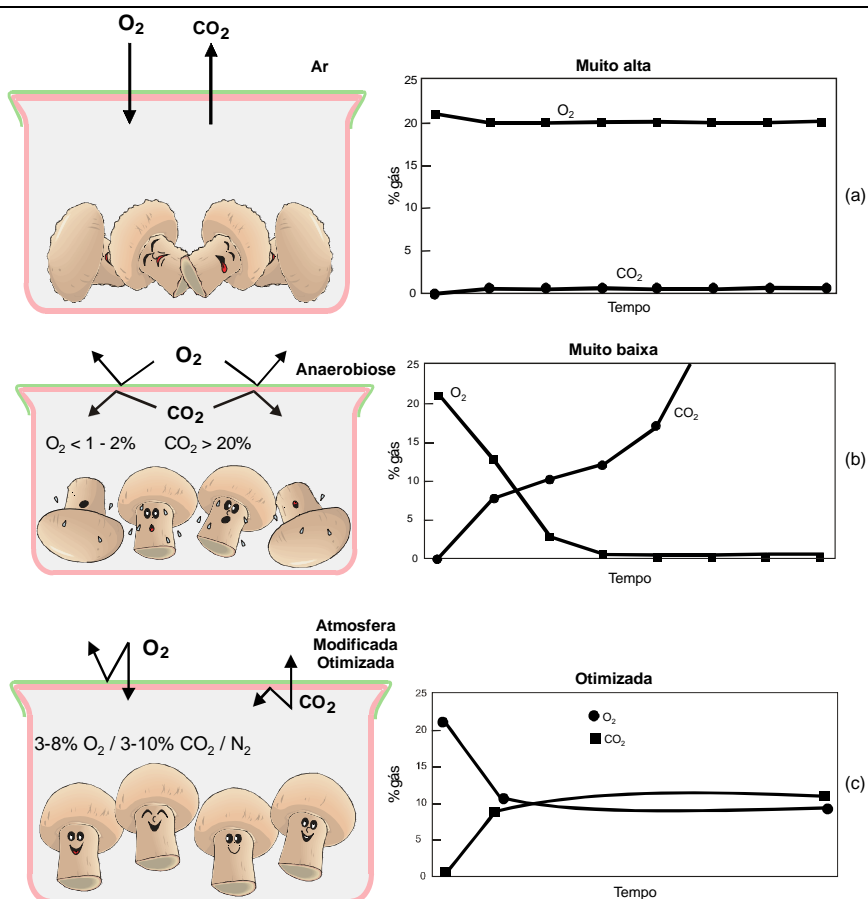 O₂
CO₂
Ar
Muito alta
25
20
15
10
5
0
% gás
O₂
CO₂
Tempo
(a)
O₂
Anaerobiose
CO₂
O₂ < 1 - 2% CO₂ > 20%
Muito baixa
25
20
15
10
5
0
% gás
O₂
CO₂
Tempo
(b)
Atmosfera
Modificada
Otimizada
O₂
CO₂
3-8% O₂ / 3-10% CO₂ / N₂
Otimizada
25
20
15
10
5
0
% gás
O₂
CO₂
Tempo
(c)